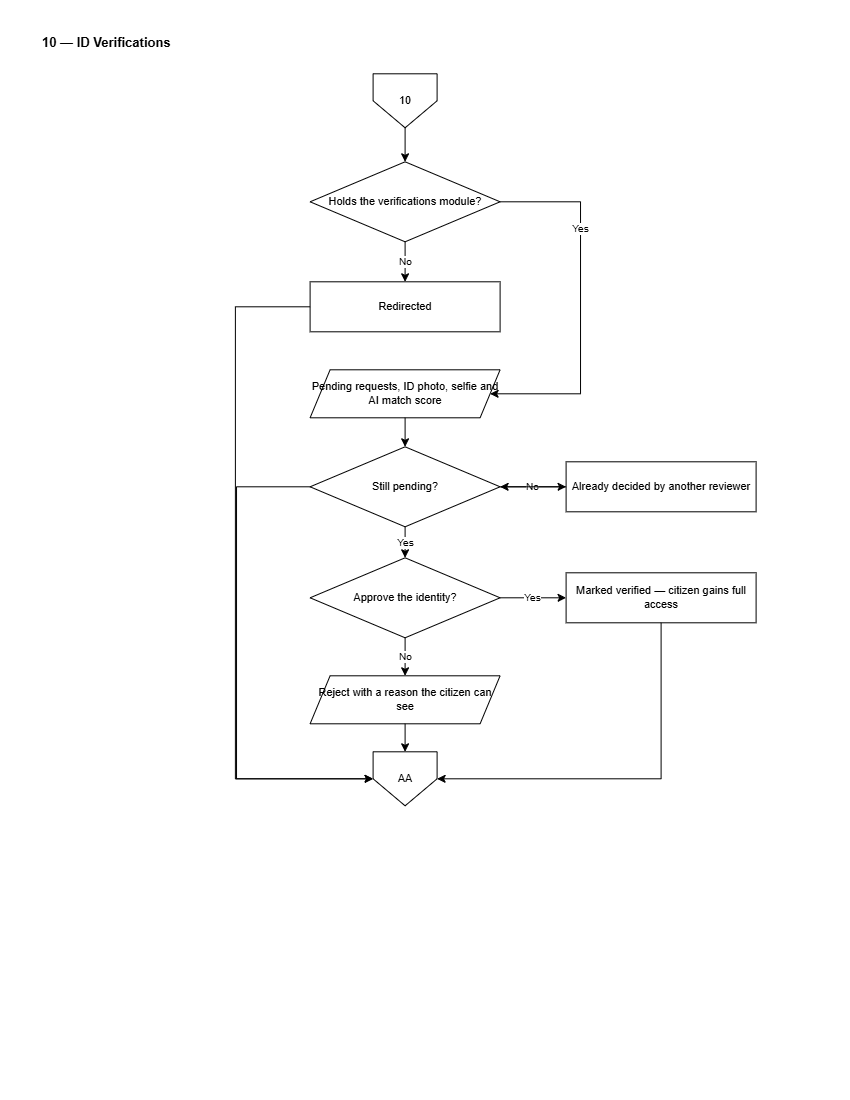 10 — ID Verifications
10
Holds the verifications module?
Yes
No
Redirected
Pending requests, ID photo, selfie and
AI match score
Still pending?
No
Already decided by another reviewer
Yes
Approve the identity?
Yes
Marked verified — citizen gains full
access
No
Reject with a reason the citizen can
see
AA